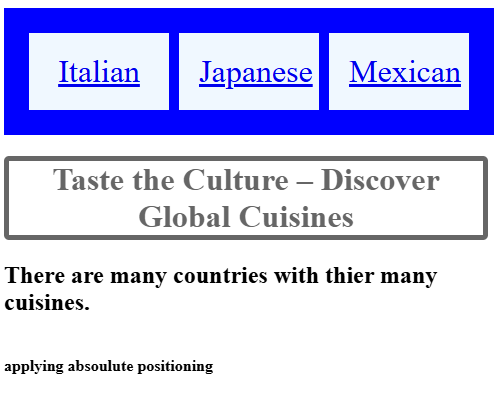 Italian Japanese Mexican
Taste the Culture – Discover
Global Cuisines
There are many countries with thier many
cuisines.
applying absoulute positioning